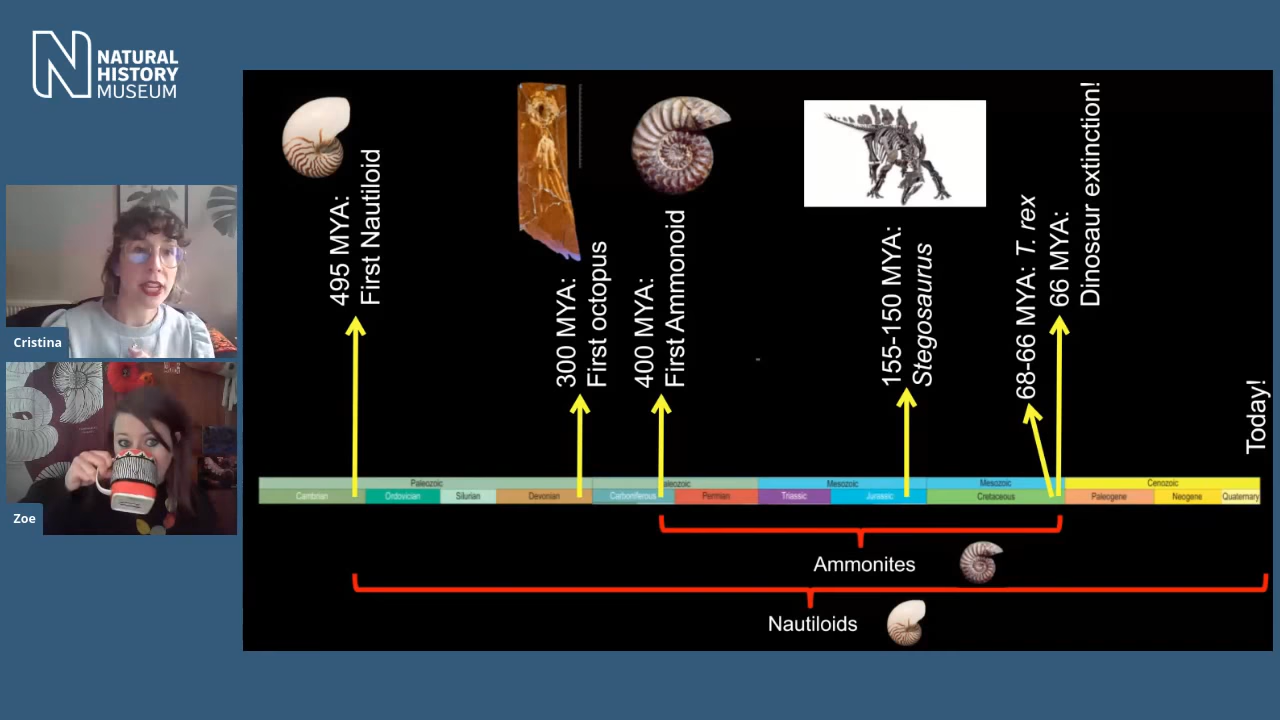 NATURAL
HISTORY
MUSEUM
Cristina
Zoe
495 MYA:
First Nautiloid
300 MYA:
First octopus
400 MYA:
First Ammonoid
155-150 MYA:
Stegosaurus
68-66 MYA: T. rex
66 MYA:
Dinosaur extinction!
Today!
Paleozoic
aleozoic
Mesozoic
Mesozoic
Cenozoic
Cambrian
Ordovician
Silurian
Devonian
Carboniferous
Permian
Triassic
Jurassic
Cretaceous
Paleogene
Neogene
Quaternary
Ammonites
Nautiloids